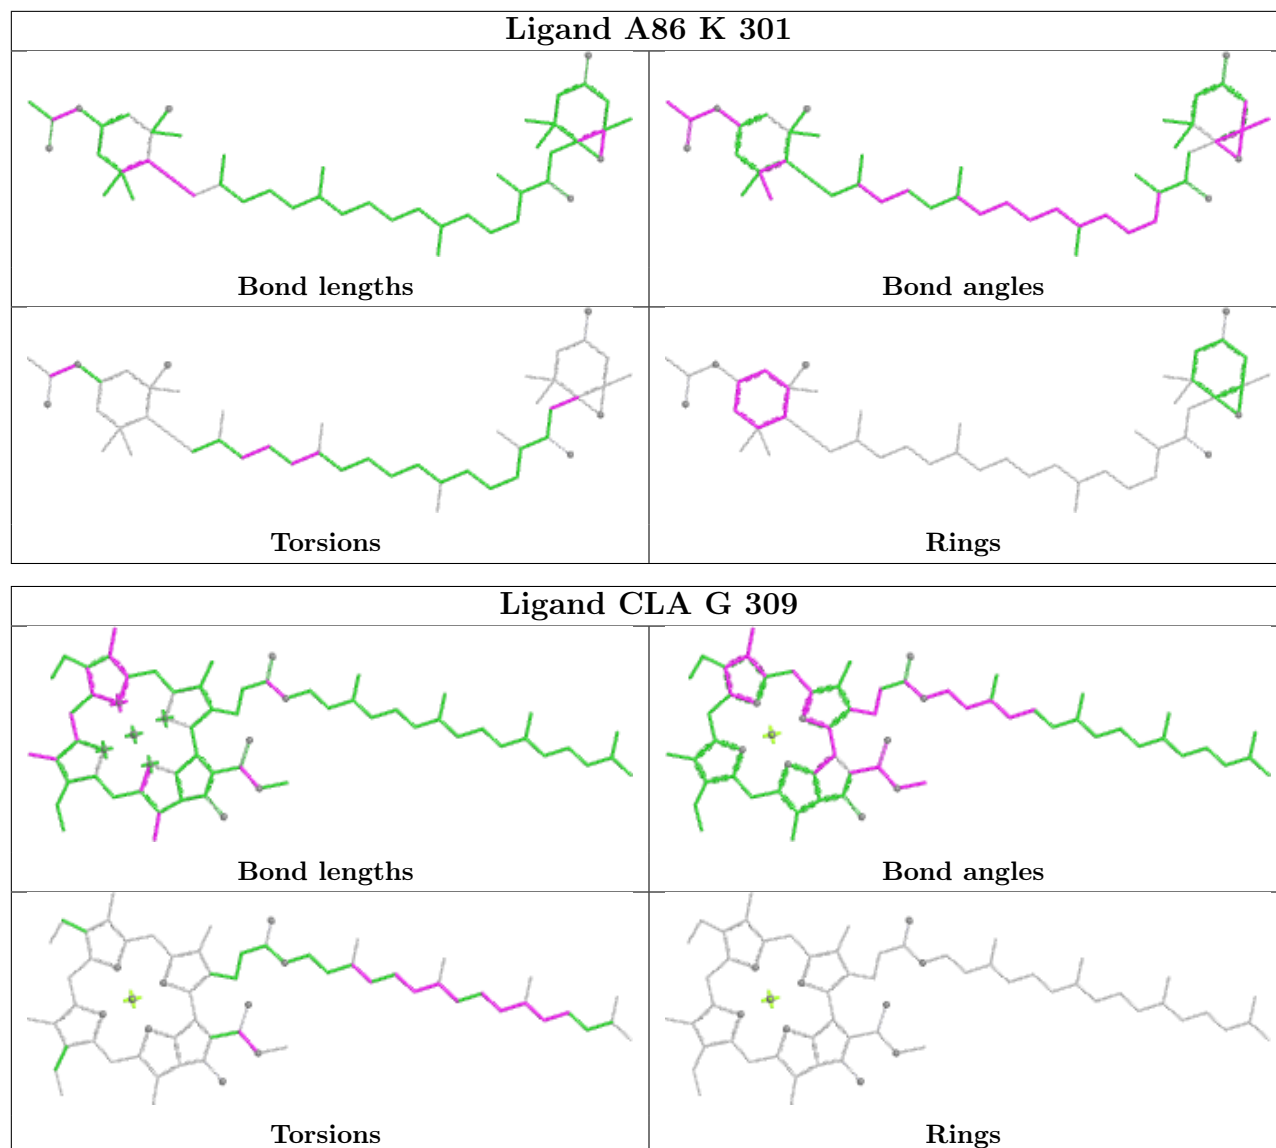 Ligand A86 K 301
Bond lengths
Bond angles
Torsions
Rings
Ligand CLA G 309
Bond lengths
Bond angles
Torsions
Rings